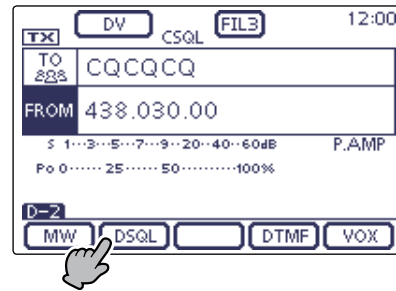 TX DV CSQL FIL3 12:00
TO CQCQCQ
FROM 438.030.00
S 1···3···5···7···9··20··40··60dB P.AMP
Po 0······25······50·········100%
D-2
MW DSQL DTMF VOX